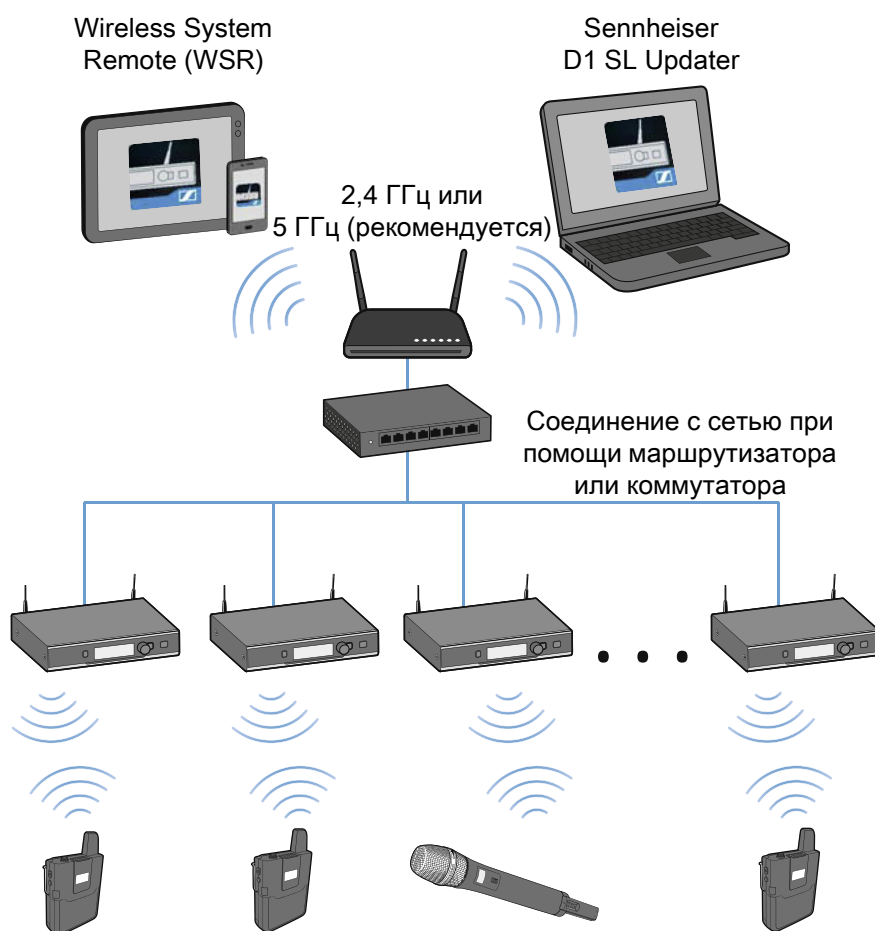 Wireless System
Remote (WSR)
Sennheiser
D1 SL Updater
2,4 ГГц или
5 ГГц (рекомендуется)
Соединение с сетью при
помощи маршрутизатора
или коммутатора